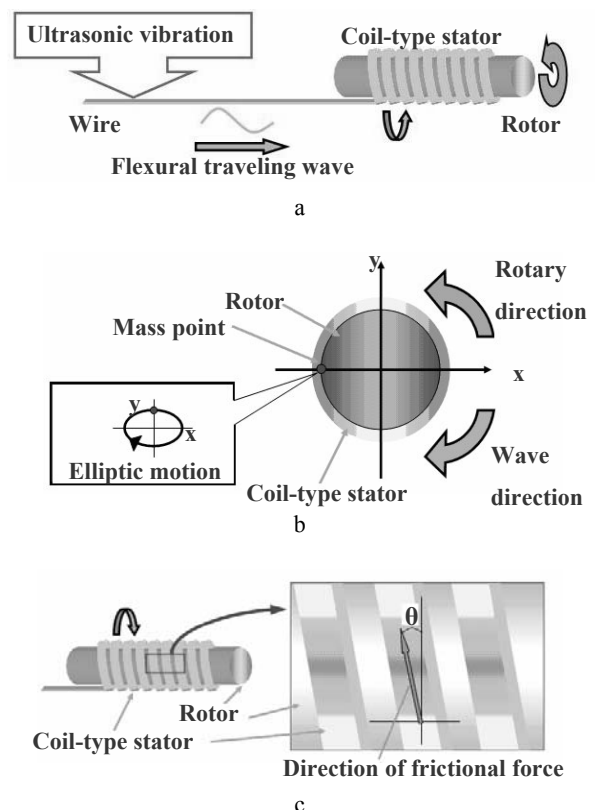 Ultrasonic vibration
Coil-type stator
Wire
Rotor
Flexural traveling wave
a
y
Rotary
direction
Rotor
Mass point
x
y
x
Elliptic motion
Wave
direction
Coil-type stator
b
θ
Rotor
Coil-type stator
Direction of frictional force
c